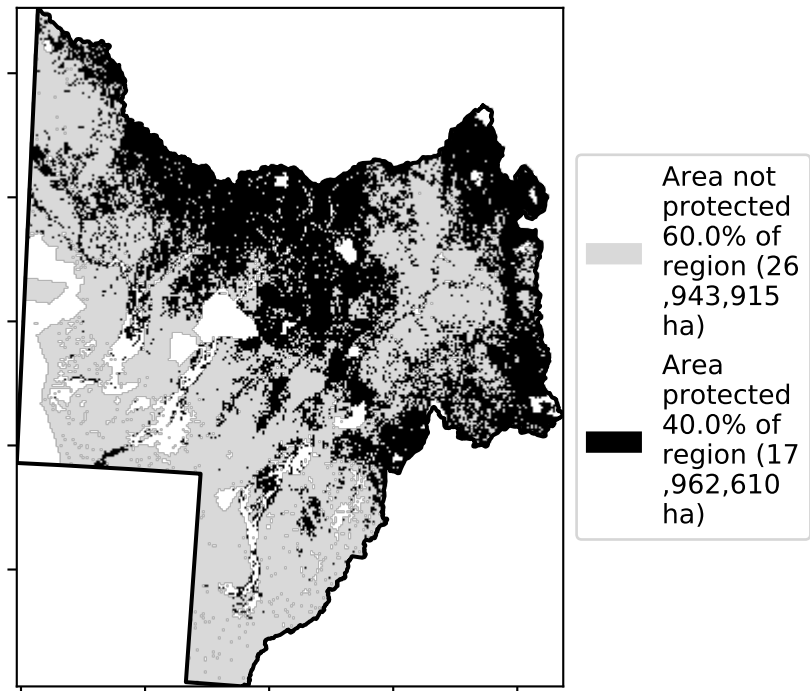 Area not
protected
60.0% of
region (26
,943,915
ha)
Area
protected
40.0% of
region (17
,962,610
ha)